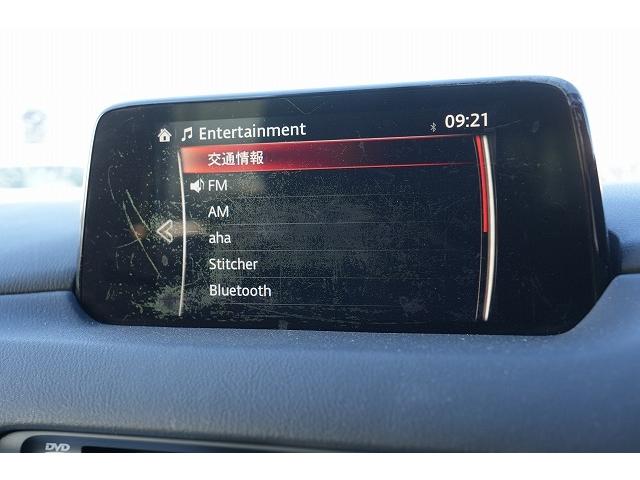 Entertainment
09:21
交通情報
FM
AM
aha
Stitcher
Bluetooth
DVD